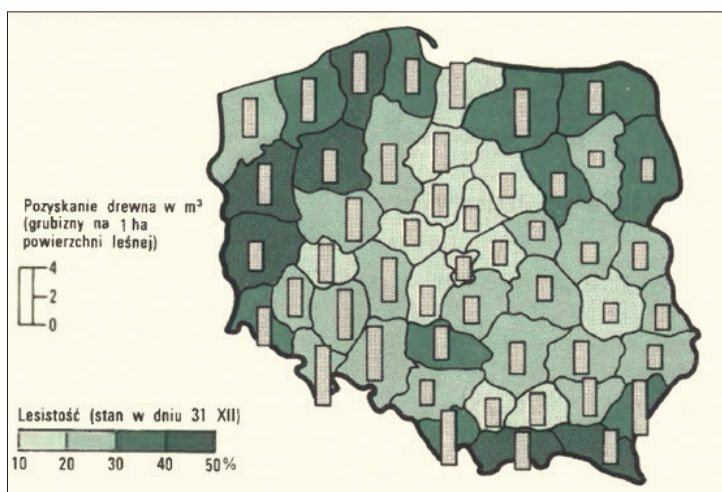 Pozyskanie drewna w m³
(grubizny na 1 ha
powierzchni leśnej)
4
2
0
Lesistość (stan w dniu 31 XII)
10 20 30 40 50%